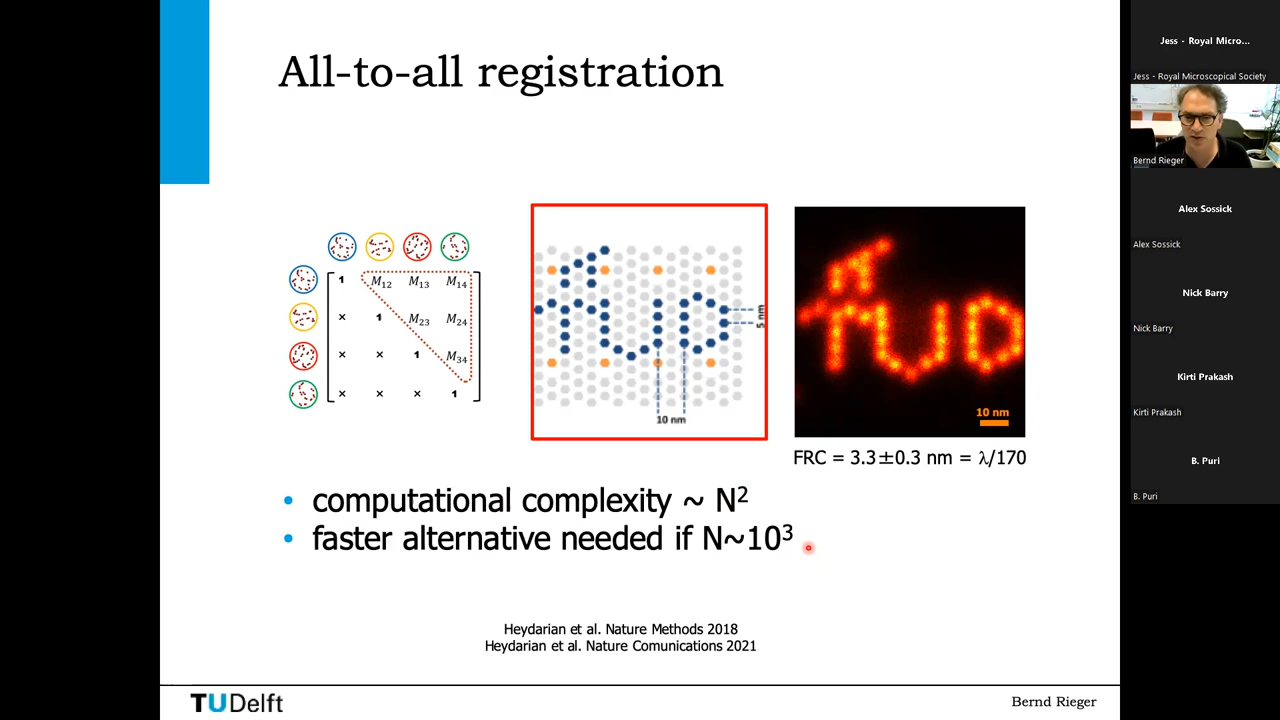 All-to-all registration
1 M12 M13 M14
× 1 M23 M24
× × 1 M34
× × × 1
5 nm
10 nm
10 nm
FRC = 3.3±0.3 nm = λ/170
• computational complexity ~ N²
• faster alternative needed if N~10³
Heydarian et al. Nature Methods 2018
Heydarian et al. Nature Comunications 2021
TUDelft
Bernd Rieger
Jess - Royal Micro...
Jess - Royal Microscopical Society
Bernd Rieger
Alex Sossick
Alex Sossick
Nick Barry
Nick Barry
Kirti Prakash
Kirti Prakash
B. Puri
B. Puri